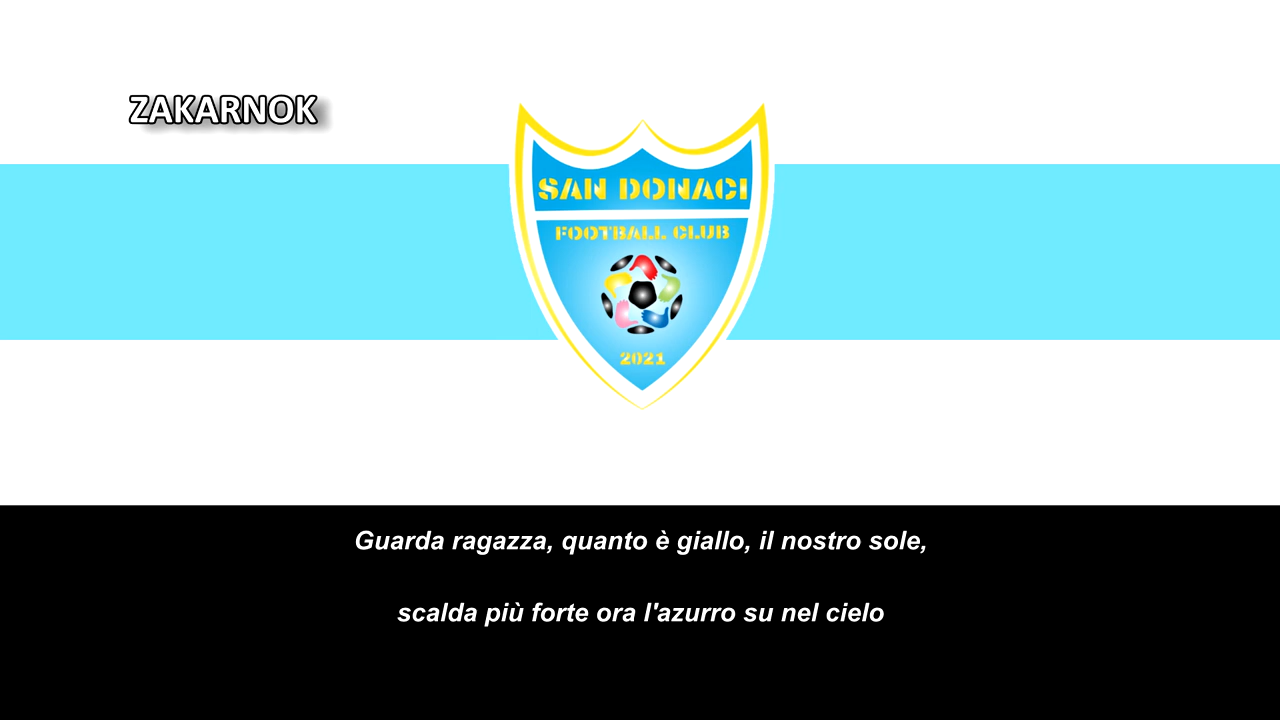 ZAKARNOK
SAN DONACI
FOOTBALL CLUB
2021
Guarda ragazza, quanto è giallo, il nostro sole,
scalda più forte ora l'azurro su nel cielo